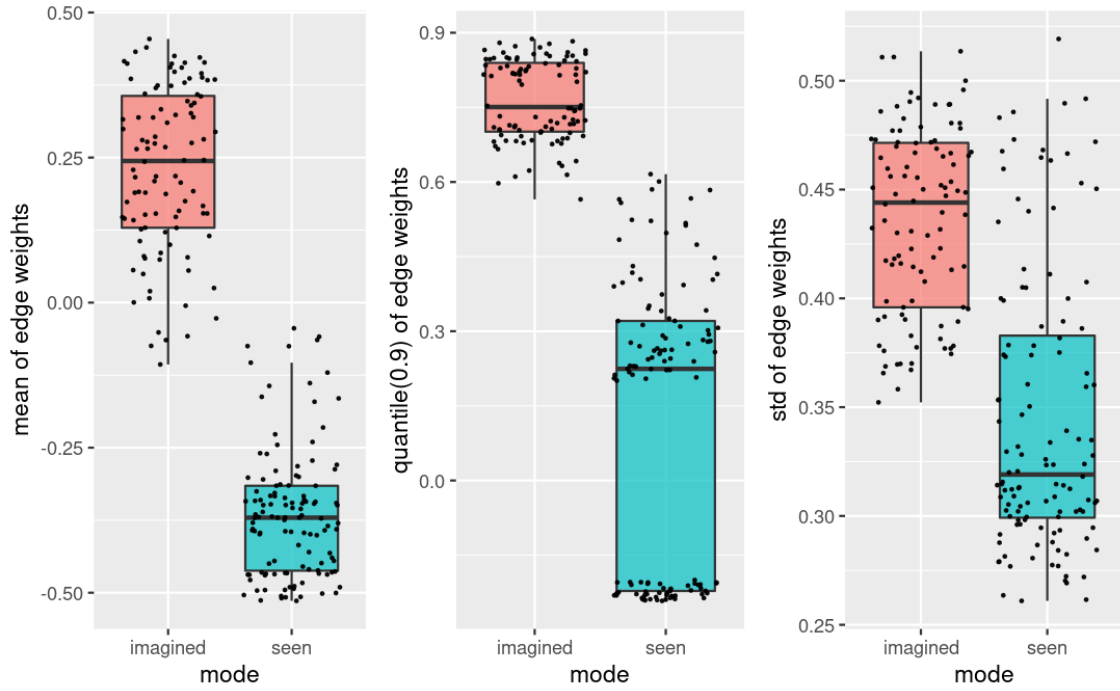 mean of edge weights
0.50
0.25
0.00
-0.25
-0.50
imagined
seen
mode
quantile(0.9) of edge weights
0.9
0.6
0.3
0.0
imagined
seen
mode
std of edge weights
0.50
0.45
0.40
0.35
0.30
0.25
imagined
seen
mode